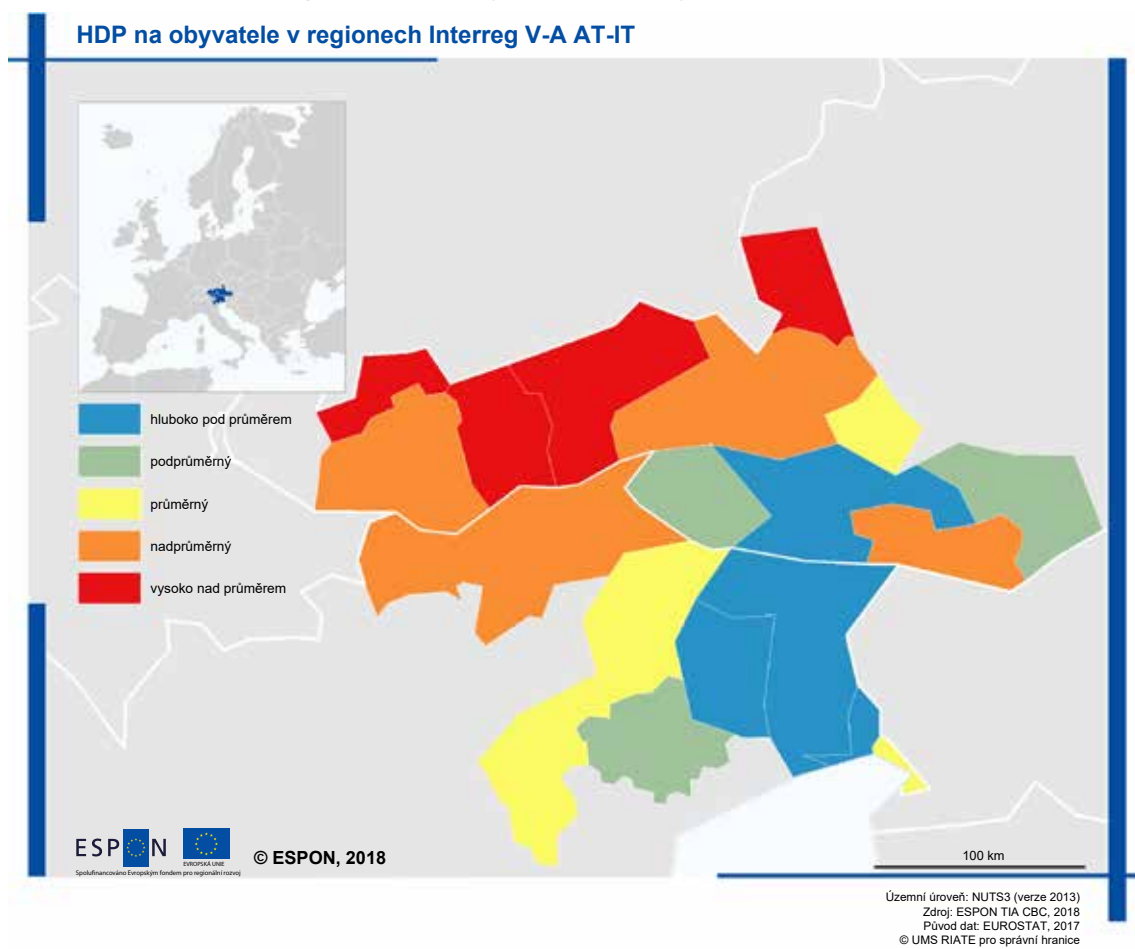 HDP na obyvatele v regionech Interreg V-A AT-IT
hluboko pod průměrem
podprůměrný
průměrný
nadprůměrný
vysoko nad průměrem
ESPON
EVROPSKÁ UNIE
Spolufinancováno Evropským fondem pro regionální rozvoj
© ESPON, 2018
100 km
Územní úroveň: NUTS3 (verze 2013)
Zdroj: ESPON TIA CBC, 2018
Původ dat: EUROSTAT, 2017
© UMS RIATE pro správní hranice